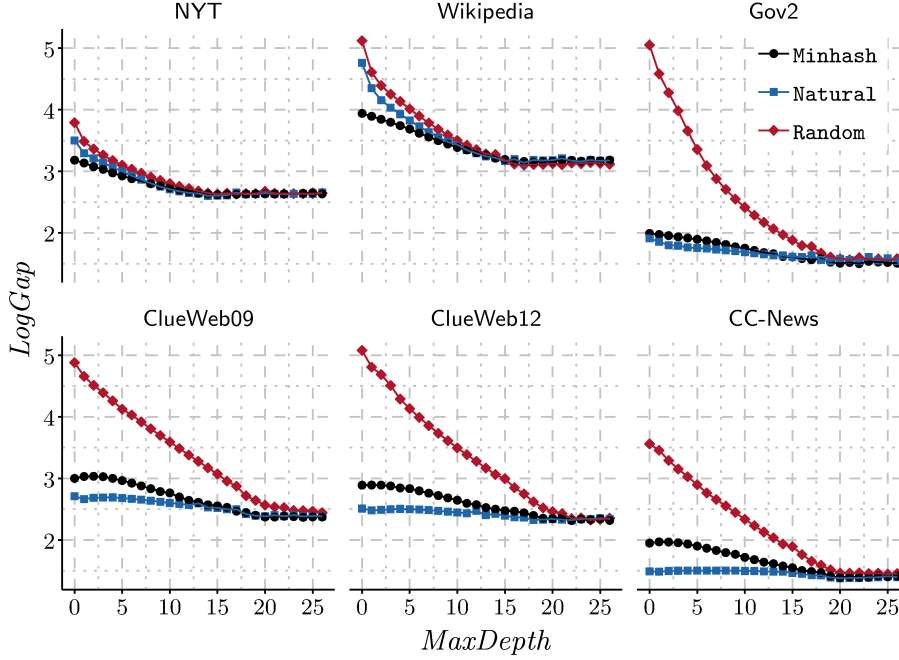 NYT Wikipedia Gov2
5
4
3
2
Minhash
Natural
Random
LogGap
ClueWeb09 ClueWeb12 CC-News
5
4
3
2
0 5 10 15 20 25 0 5 10 15 20 25 0 5 10 15 20 25
MaxDepth